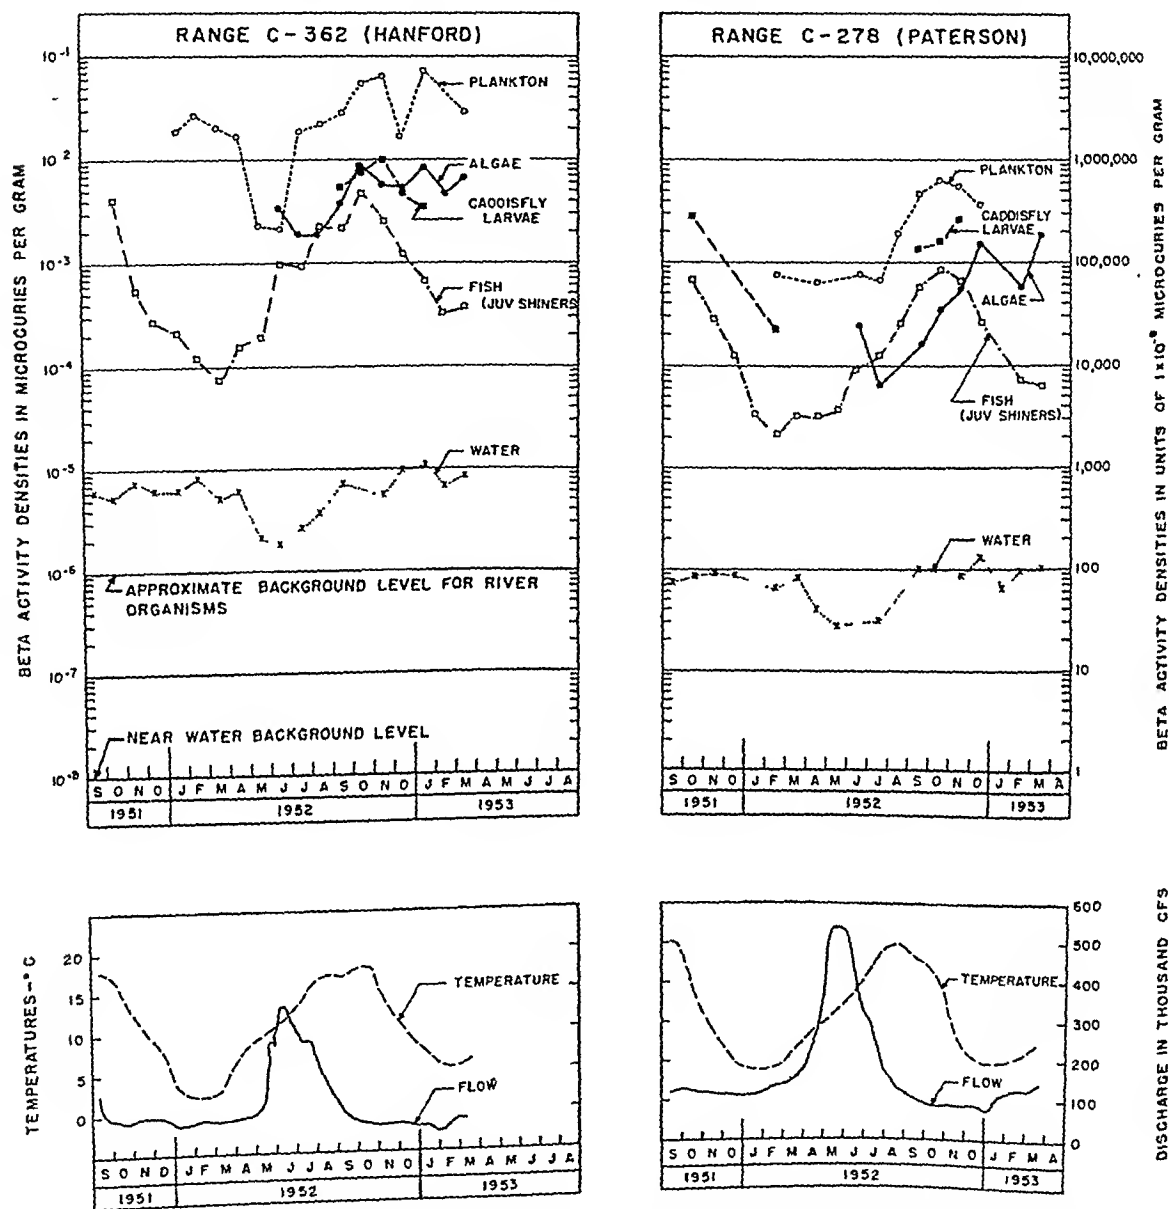 RANGE C-362 (HANFORD)
10⁻¹
10⁻²
10⁻³
10⁻⁴
10⁻⁵
10⁻⁶
10⁻⁷
10⁻⁸
BETA ACTIVITY DENSITIES IN MICROCURIES PER GRAM
PLANKTON
ALGAE
CADDISFLY
LARVAE
FISH
(JUV SHINERS
WATER
APPROXIMATE BACKGROUND LEVEL FOR RIVER
ORGANISMS
NEAR WATER BACKGROUND LEVEL
S O N D J F M A M J J A S O N D J F M A M J J A
1951 1952 1953
RANGE C-278 (PATERSON)
10,000,000
1,000,000
100,000
10,000
1,000
100
10
1
BETA ACTIVITY DENSITIES IN UNITS OF 1x10⁻⁸ MICROCURIES PER GRAM
PLANKTON
CADDISFLY
LARVAE
ALGAE
FISH
(JUV SHINERS)
WATER
S O N D J F M A M J J A S O N D J F M A
1951 1952 1953
TEMPERATURES-°C
20
15
10
5
0
TEMPERATURE
FLOW
S O N D J F M A M J J A S O N D J F M A M J J A
1951 1952 1953
600
500
400
300
200
100
0
DISCHARGE IN THOUSAND CFS
TEMPERATURE
FLOW
S O N D J F M A M J J A S O N D J F M A
1951 1952 1953